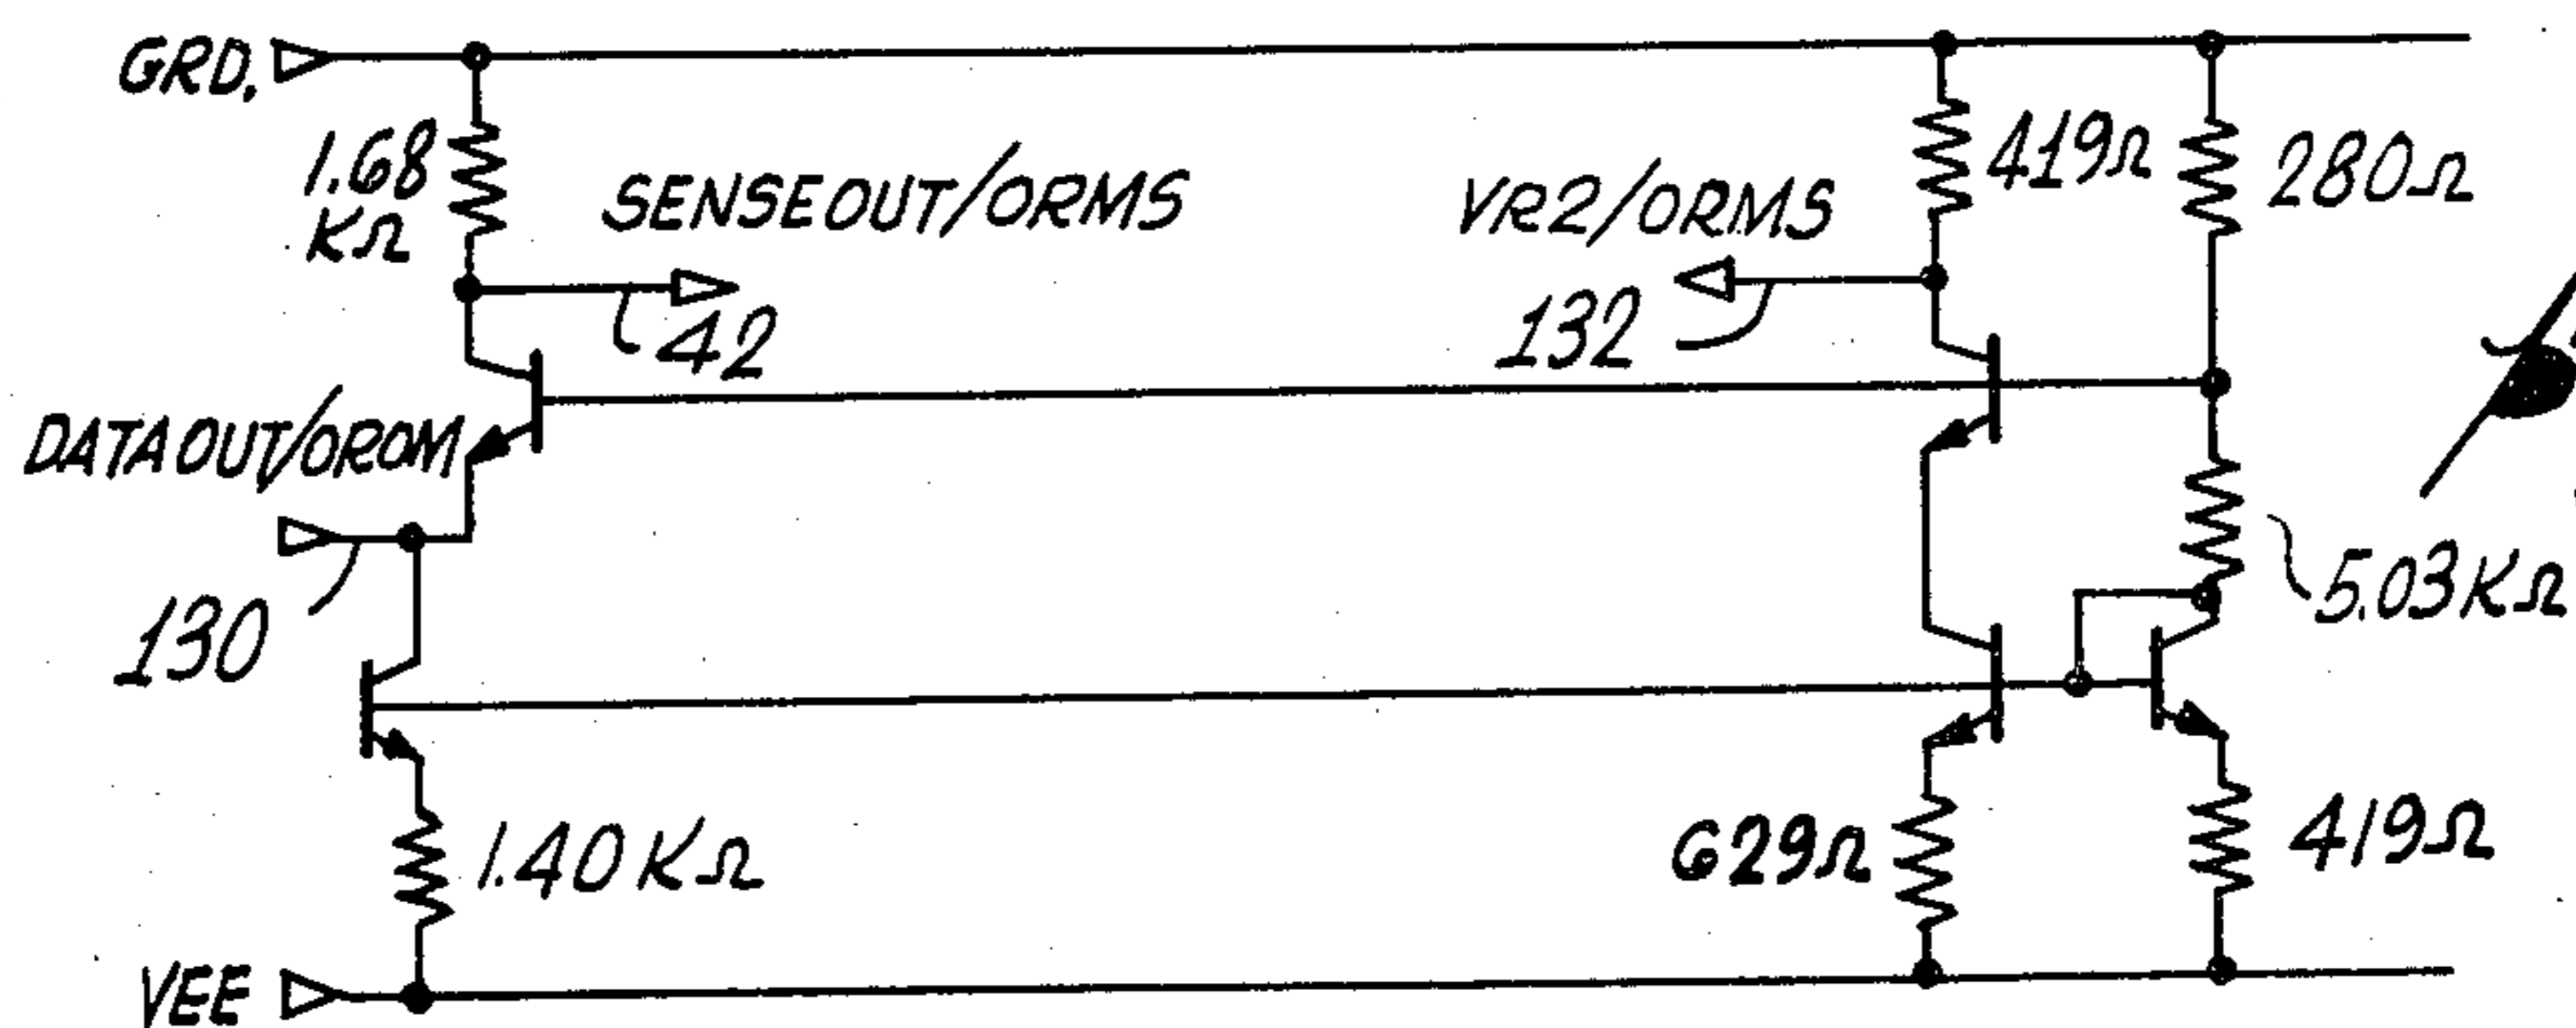 GRD.
1.68
KΩ
SENSEOUT/ORMS
VR2/ORMS
419Ω
280Ω
42
132
DATAOUT/OROM
130
5.03KΩ
1.40KΩ
629Ω
419Ω
VEE